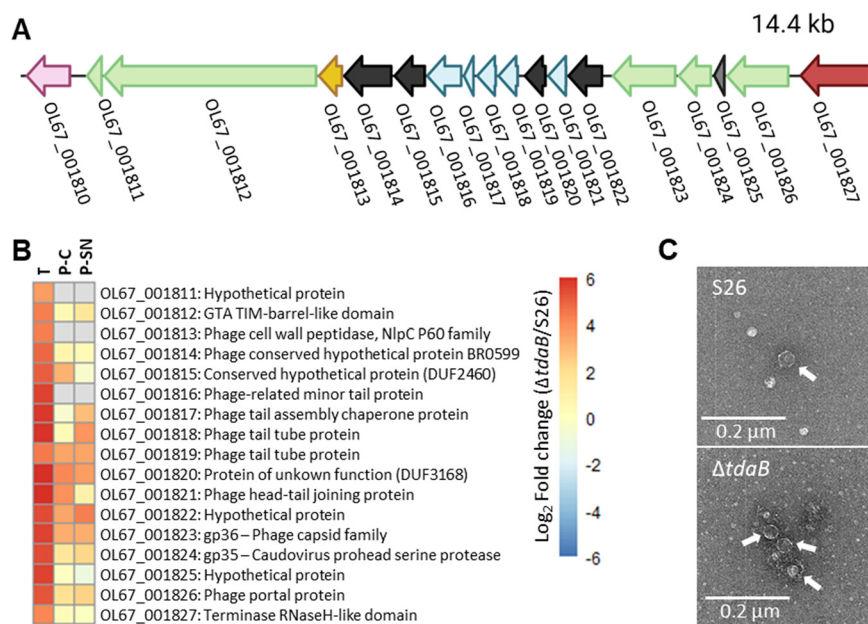 A
14.4 kb
OL67_001810
OL67_001811
OL67_001812
OL67_001813
OL67_001814
OL67_001815
OL67_001816
OL67_001817
OL67_001818
OL67_001819
OL67_001820
OL67_001821
OL67_001822
OL67_001823
OL67_001824
OL67_001825
OL67_001826
OL67_001827
B
T
P-C
P-SN
OL67_001811: Hypothetical protein
OL67_001812: GTA TIM-barrel-like domain
OL67_001813: Phage cell wall peptidase, NlpC P60 family
OL67_001814: Phage conserved hypothetical protein BR0599
OL67_001815: Conserved hypothetical protein (DUF2460)
OL67_001816: Phage-related minor tail protein
OL67_001817: Phage tail assembly chaperone protein
OL67_001818: Phage tail tube protein
OL67_001819: Phage tail tube protein
OL67_001820: Protein of unkown function (DUF3168)
OL67_001821: Phage head-tail joining protein
OL67_001822: Hypothetical protein
OL67_001823: gp36 – Phage capsid family
OL67_001824: gp35 – Caudovirus prohead serine protease
OL67_001825: Hypothetical protein
OL67_001826: Phage portal protein
OL67_001827: Terminase RNaseH-like domain
Log2 Fold change (ΔtdaB/S26)
6
4
2
0
-2
-4
-6
C
S26
0.2 µm
ΔtdaB
0.2 µm